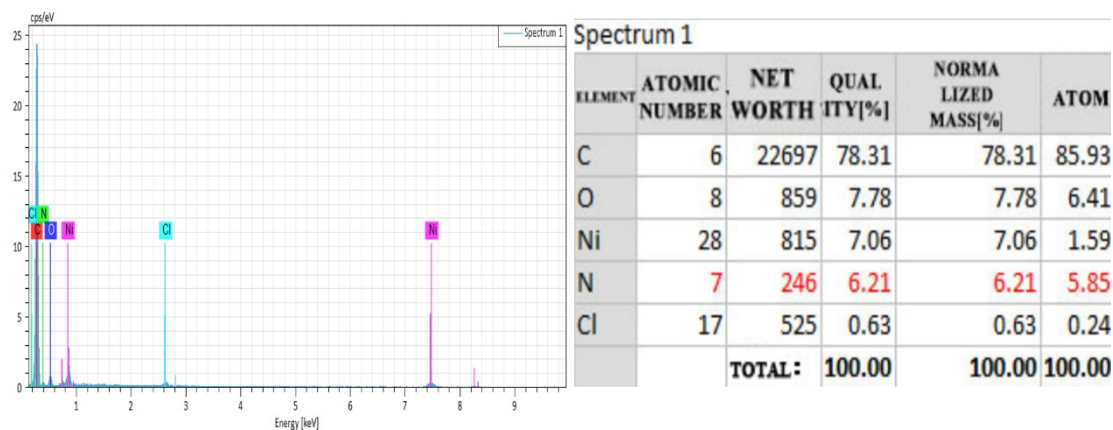 cps/eV
Spectrum 1
25
20
15
10
5
0
Cl N
C O Ni Cl Ni
1 2 3 4 5 6 7 8 9
Energy [keV]
Spectrum 1
ELEMENT ATOMIC NUMBER NET WORTH QUAL ITY[%] NORMA LIZED MASS[%] ATOM
C 6 22697 78.31 78.31 85.93
O 8 859 7.78 7.78 6.41
Ni 28 815 7.06 7.06 1.59
N 7 246 6.21 6.21 5.85
Cl 17 525 0.63 0.63 0.24
TOTAL: 100.00 100.00 100.00